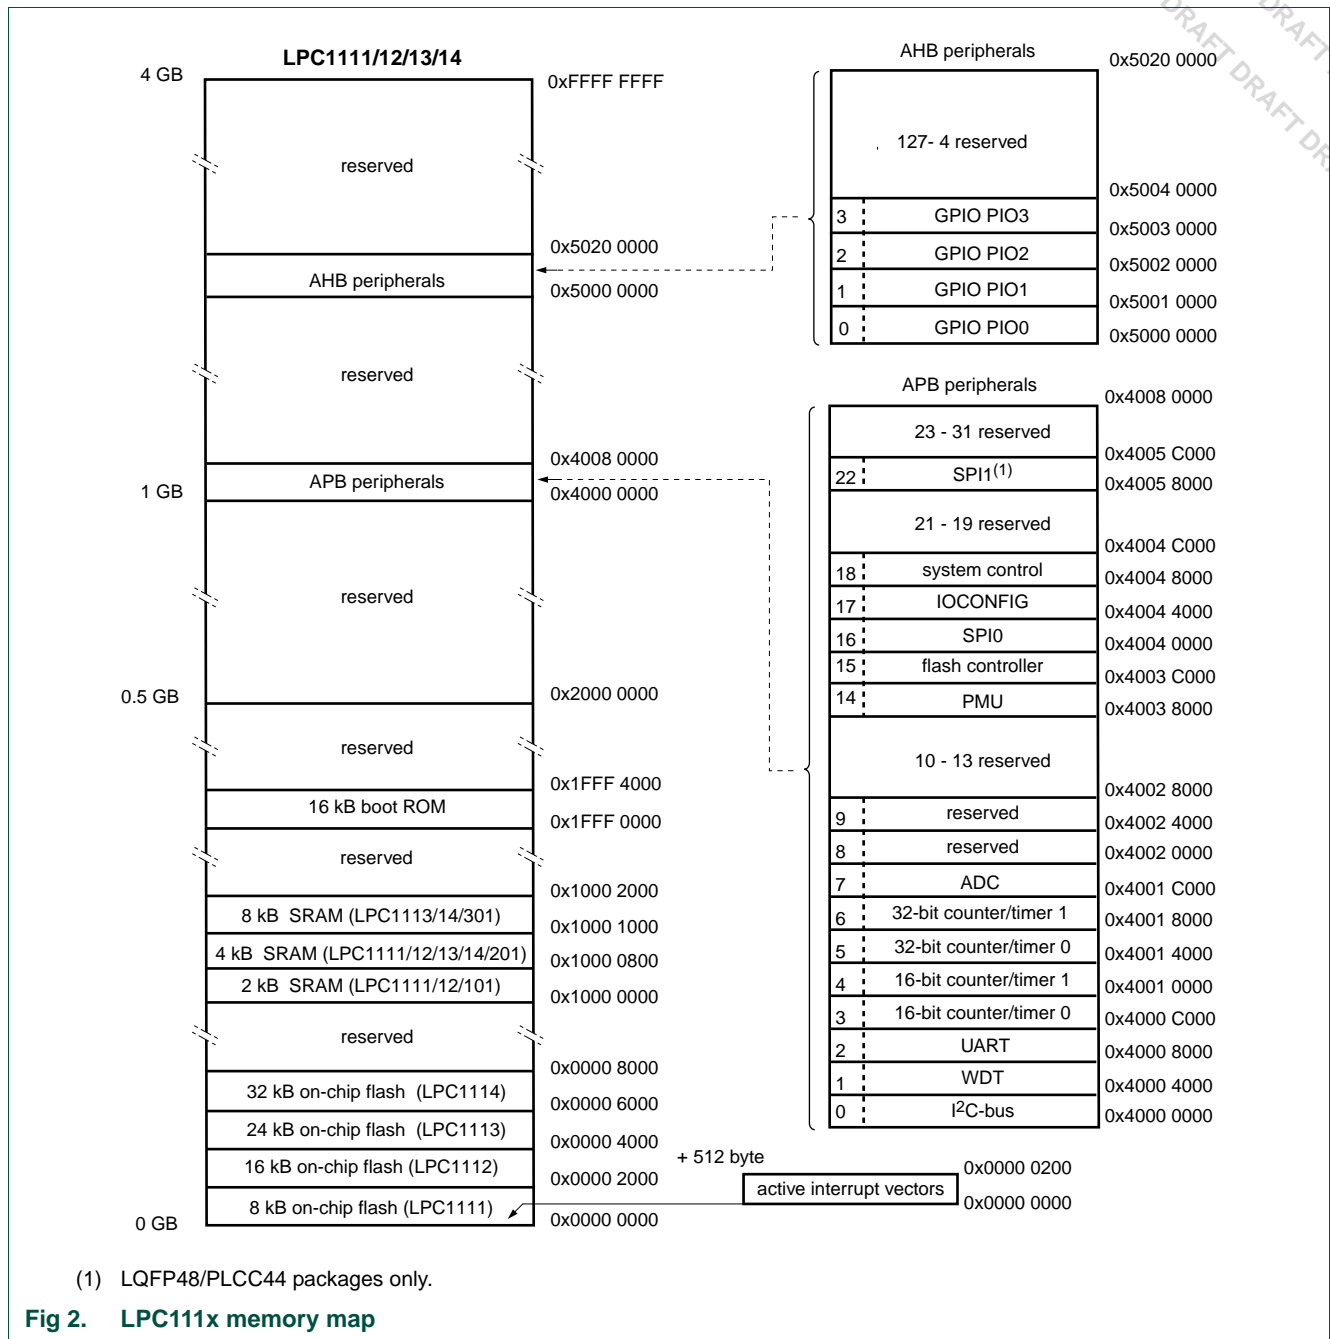 LPC1111/12/13/14
4 GB
0xFFFF FFFF
reserved
0x5020 0000
AHB peripherals
0x5000 0000
reserved
0x4008 0000
APB peripherals
1 GB
0x4000 0000
reserved
0x2000 0000
0.5 GB
reserved
0x1FFF 4000
16 kB boot ROM
0x1FFF 0000
reserved
0x1000 2000
8 kB SRAM (LPC1113/14/301)
0x1000 1000
4 kB SRAM (LPC1111/12/13/14/201)
0x1000 0800
2 kB SRAM (LPC1111/12/101)
0x1000 0000
reserved
0x0000 8000
32 kB on-chip flash (LPC1114)
0x0000 6000
24 kB on-chip flash (LPC1113)
0x0000 4000
16 kB on-chip flash (LPC1112)
0x0000 2000
8 kB on-chip flash (LPC1111)
0 GB
0x0000 0000
AHB peripherals
0x5020 0000
127- 4 reserved
0x5004 0000
3 GPIO PIO3
0x5003 0000
2 GPIO PIO2
0x5002 0000
1 GPIO PIO1
0x5001 0000
0 GPIO PIO0
0x5000 0000
APB peripherals
0x4008 0000
23 - 31 reserved
0x4005 C000
22 SPI1(1)
0x4005 8000
21 - 19 reserved
0x4004 C000
18 system control
0x4004 8000
17 IOCONFIG
0x4004 4000
16 SPI0
0x4004 0000
15 flash controller
0x4003 C000
14 PMU
0x4003 8000
10 - 13 reserved
0x4002 8000
9 reserved
0x4002 4000
8 reserved
0x4002 0000
7 ADC
0x4001 C000
6 32-bit counter/timer 1
0x4001 8000
5 32-bit counter/timer 0
0x4001 4000
4 16-bit counter/timer 1
0x4001 0000
3 16-bit counter/timer 0
0x4000 C000
2 UART
0x4000 8000
1 WDT
0x4000 4000
0 I2C-bus
0x4000 0000
+ 512 byte
0x0000 0200
active interrupt vectors
0x0000 0000
(1) LQFP48/PLCC44 packages only.
Fig 2. LPC111x memory map
DRAFT DRAFT
DRAFT DR